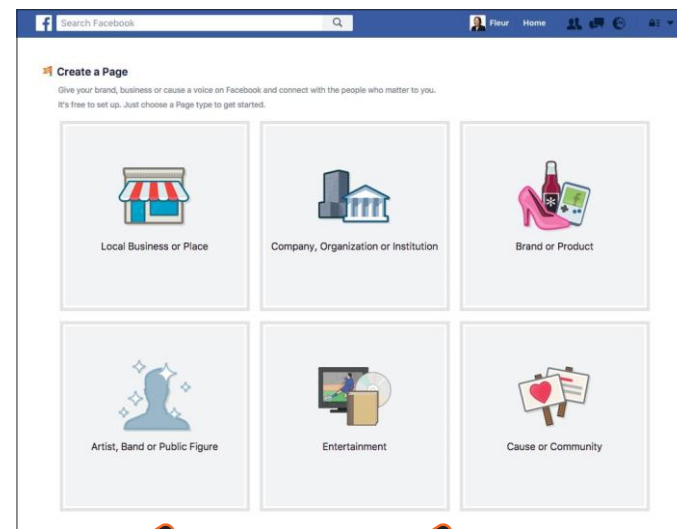 f Search Facebook Fleur Home
Create a Page
Give your brand, business or cause a voice on Facebook and connect with the people who matter to you.
It's free to set up. Just choose a Page type to get started.
Local Business or Place Company, Organization or Institution Brand or Product
Artist, Band or Public Figure Entertainment Cause or Community